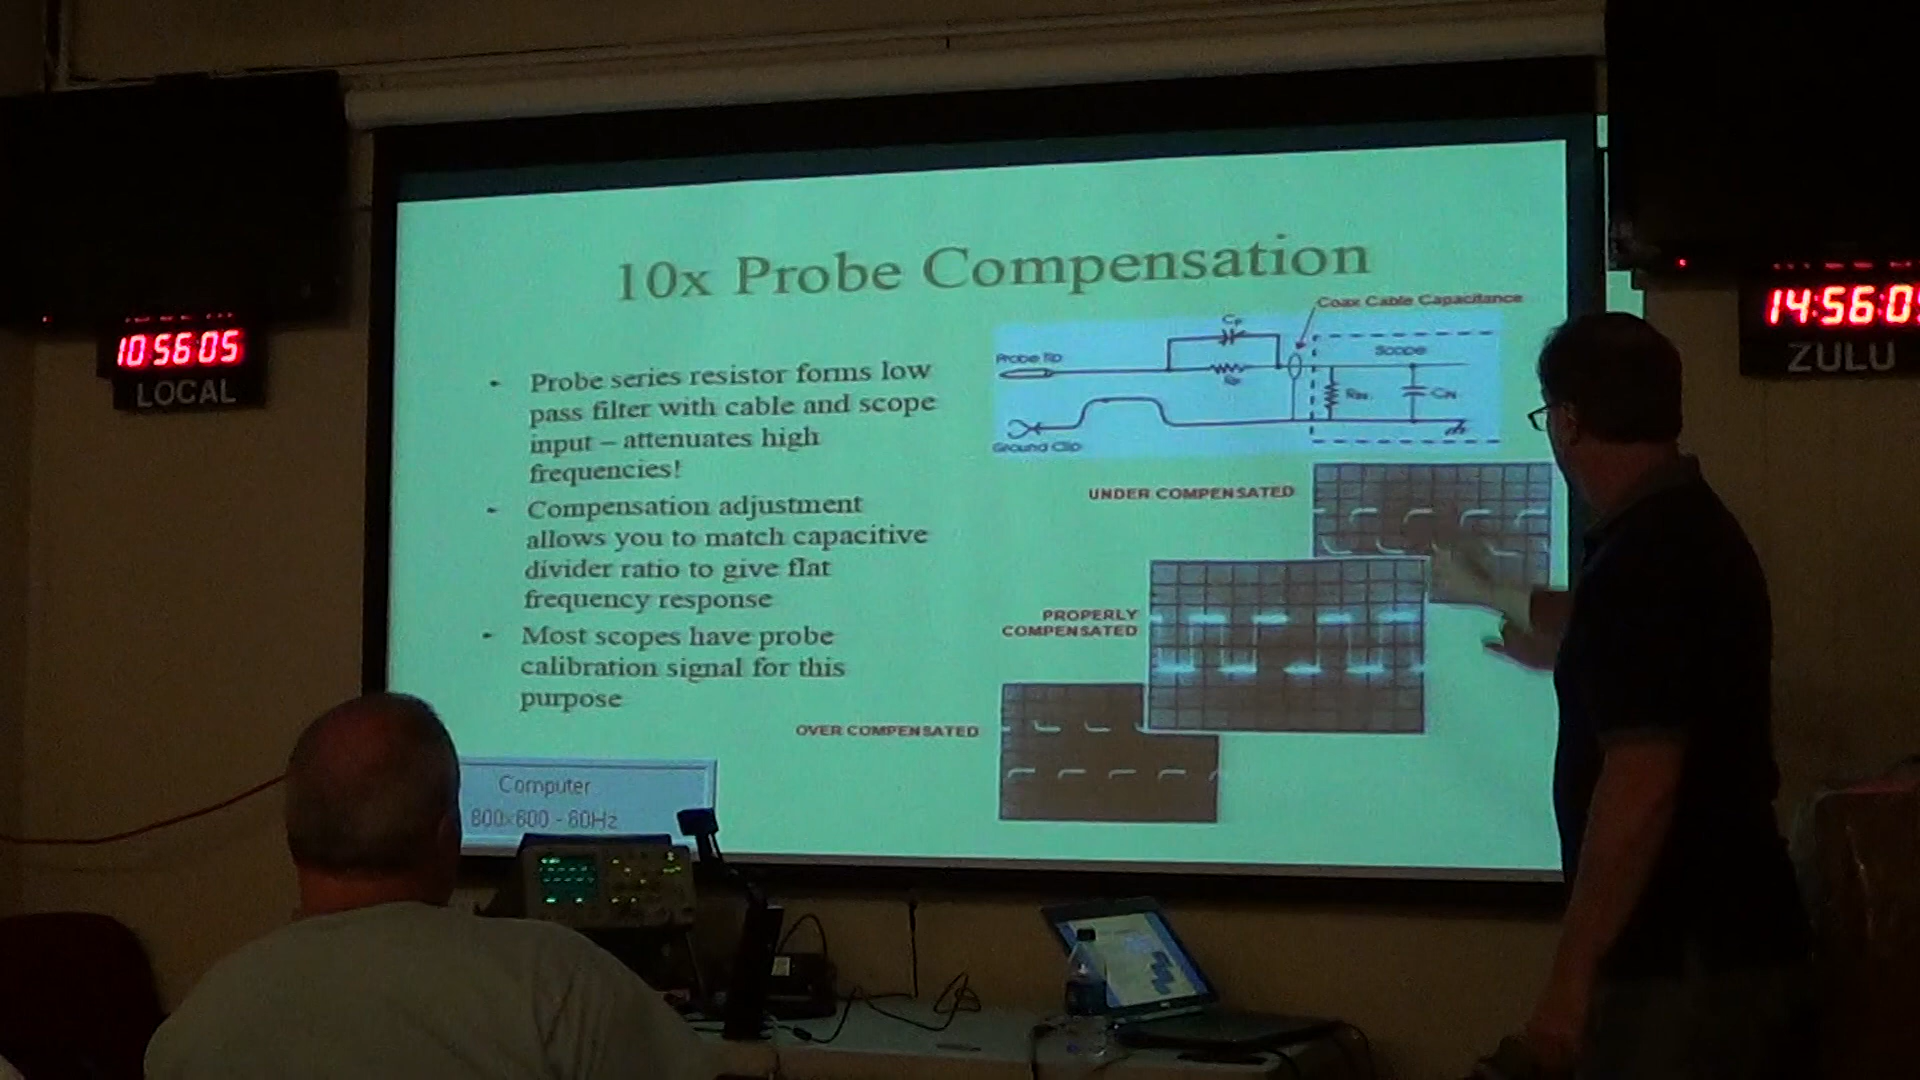 10x Probe Compensation
Probe series resistor forms low
pass filter with cable and scope
input – attenuates high
frequencies!
Compensation adjustment
allows you to match capacitive
divider ratio to give flat
frequency response
Most scopes have probe
calibration signal for this
purpose
Coax Cable Capacitance
Probe tip
Scope
Ground Clip
UNDER COMPENSATED
PROPERLY
COMPENSATED
OVER COMPENSATED
Computer
800x600 - 60Hz
10 56 05
LOCAL
14:56:0
ZULU